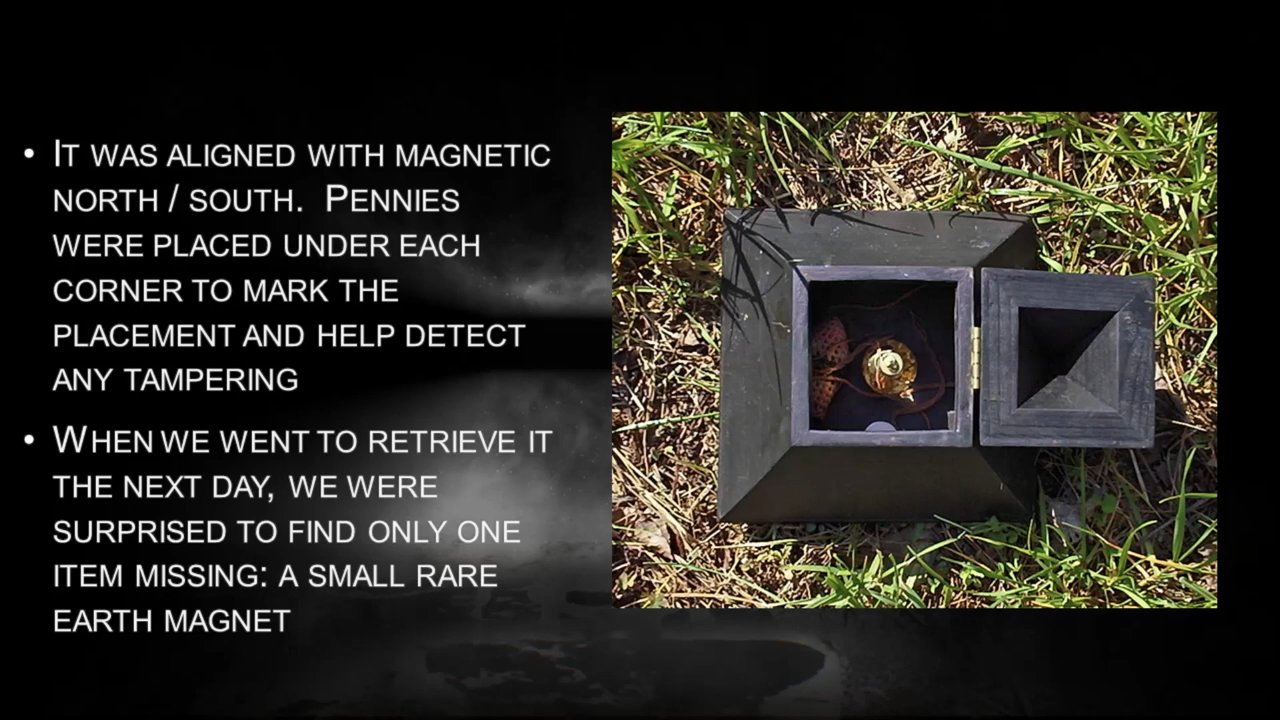 • IT WAS ALIGNED WITH MAGNETIC
NORTH / SOUTH.  PENNIES
WERE PLACED UNDER EACH
CORNER TO MARK THE
PLACEMENT AND HELP DETECT
ANY TAMPERING
• WHEN WE WENT TO RETRIEVE IT
THE NEXT DAY, WE WERE
SURPRISED TO FIND ONLY ONE
ITEM MISSING: A SMALL RARE
EARTH MAGNET